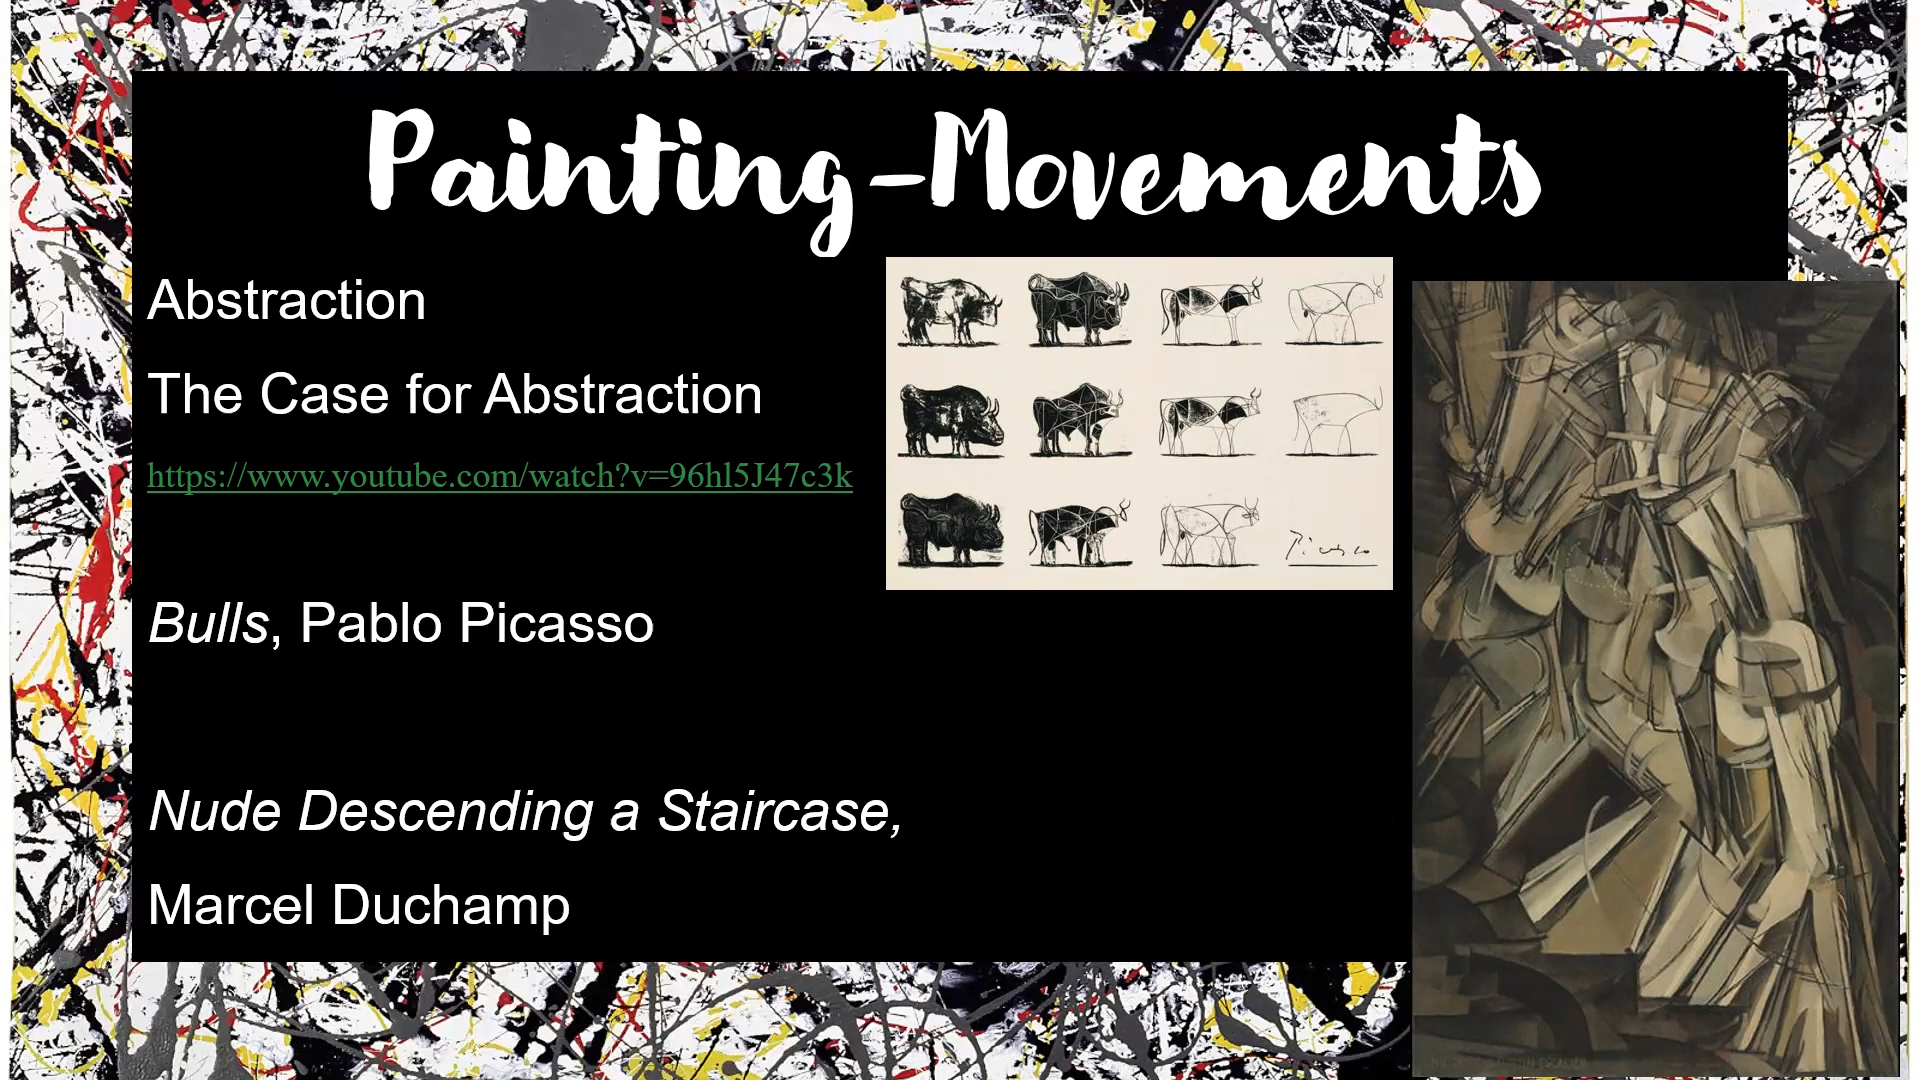 Painting-Movements
Abstraction
The Case for Abstraction
https://www.youtube.com/watch?v=96hl5J47c3k
Bulls, Pablo Picasso
Nude Descending a Staircase,
Marcel Duchamp
Picasso